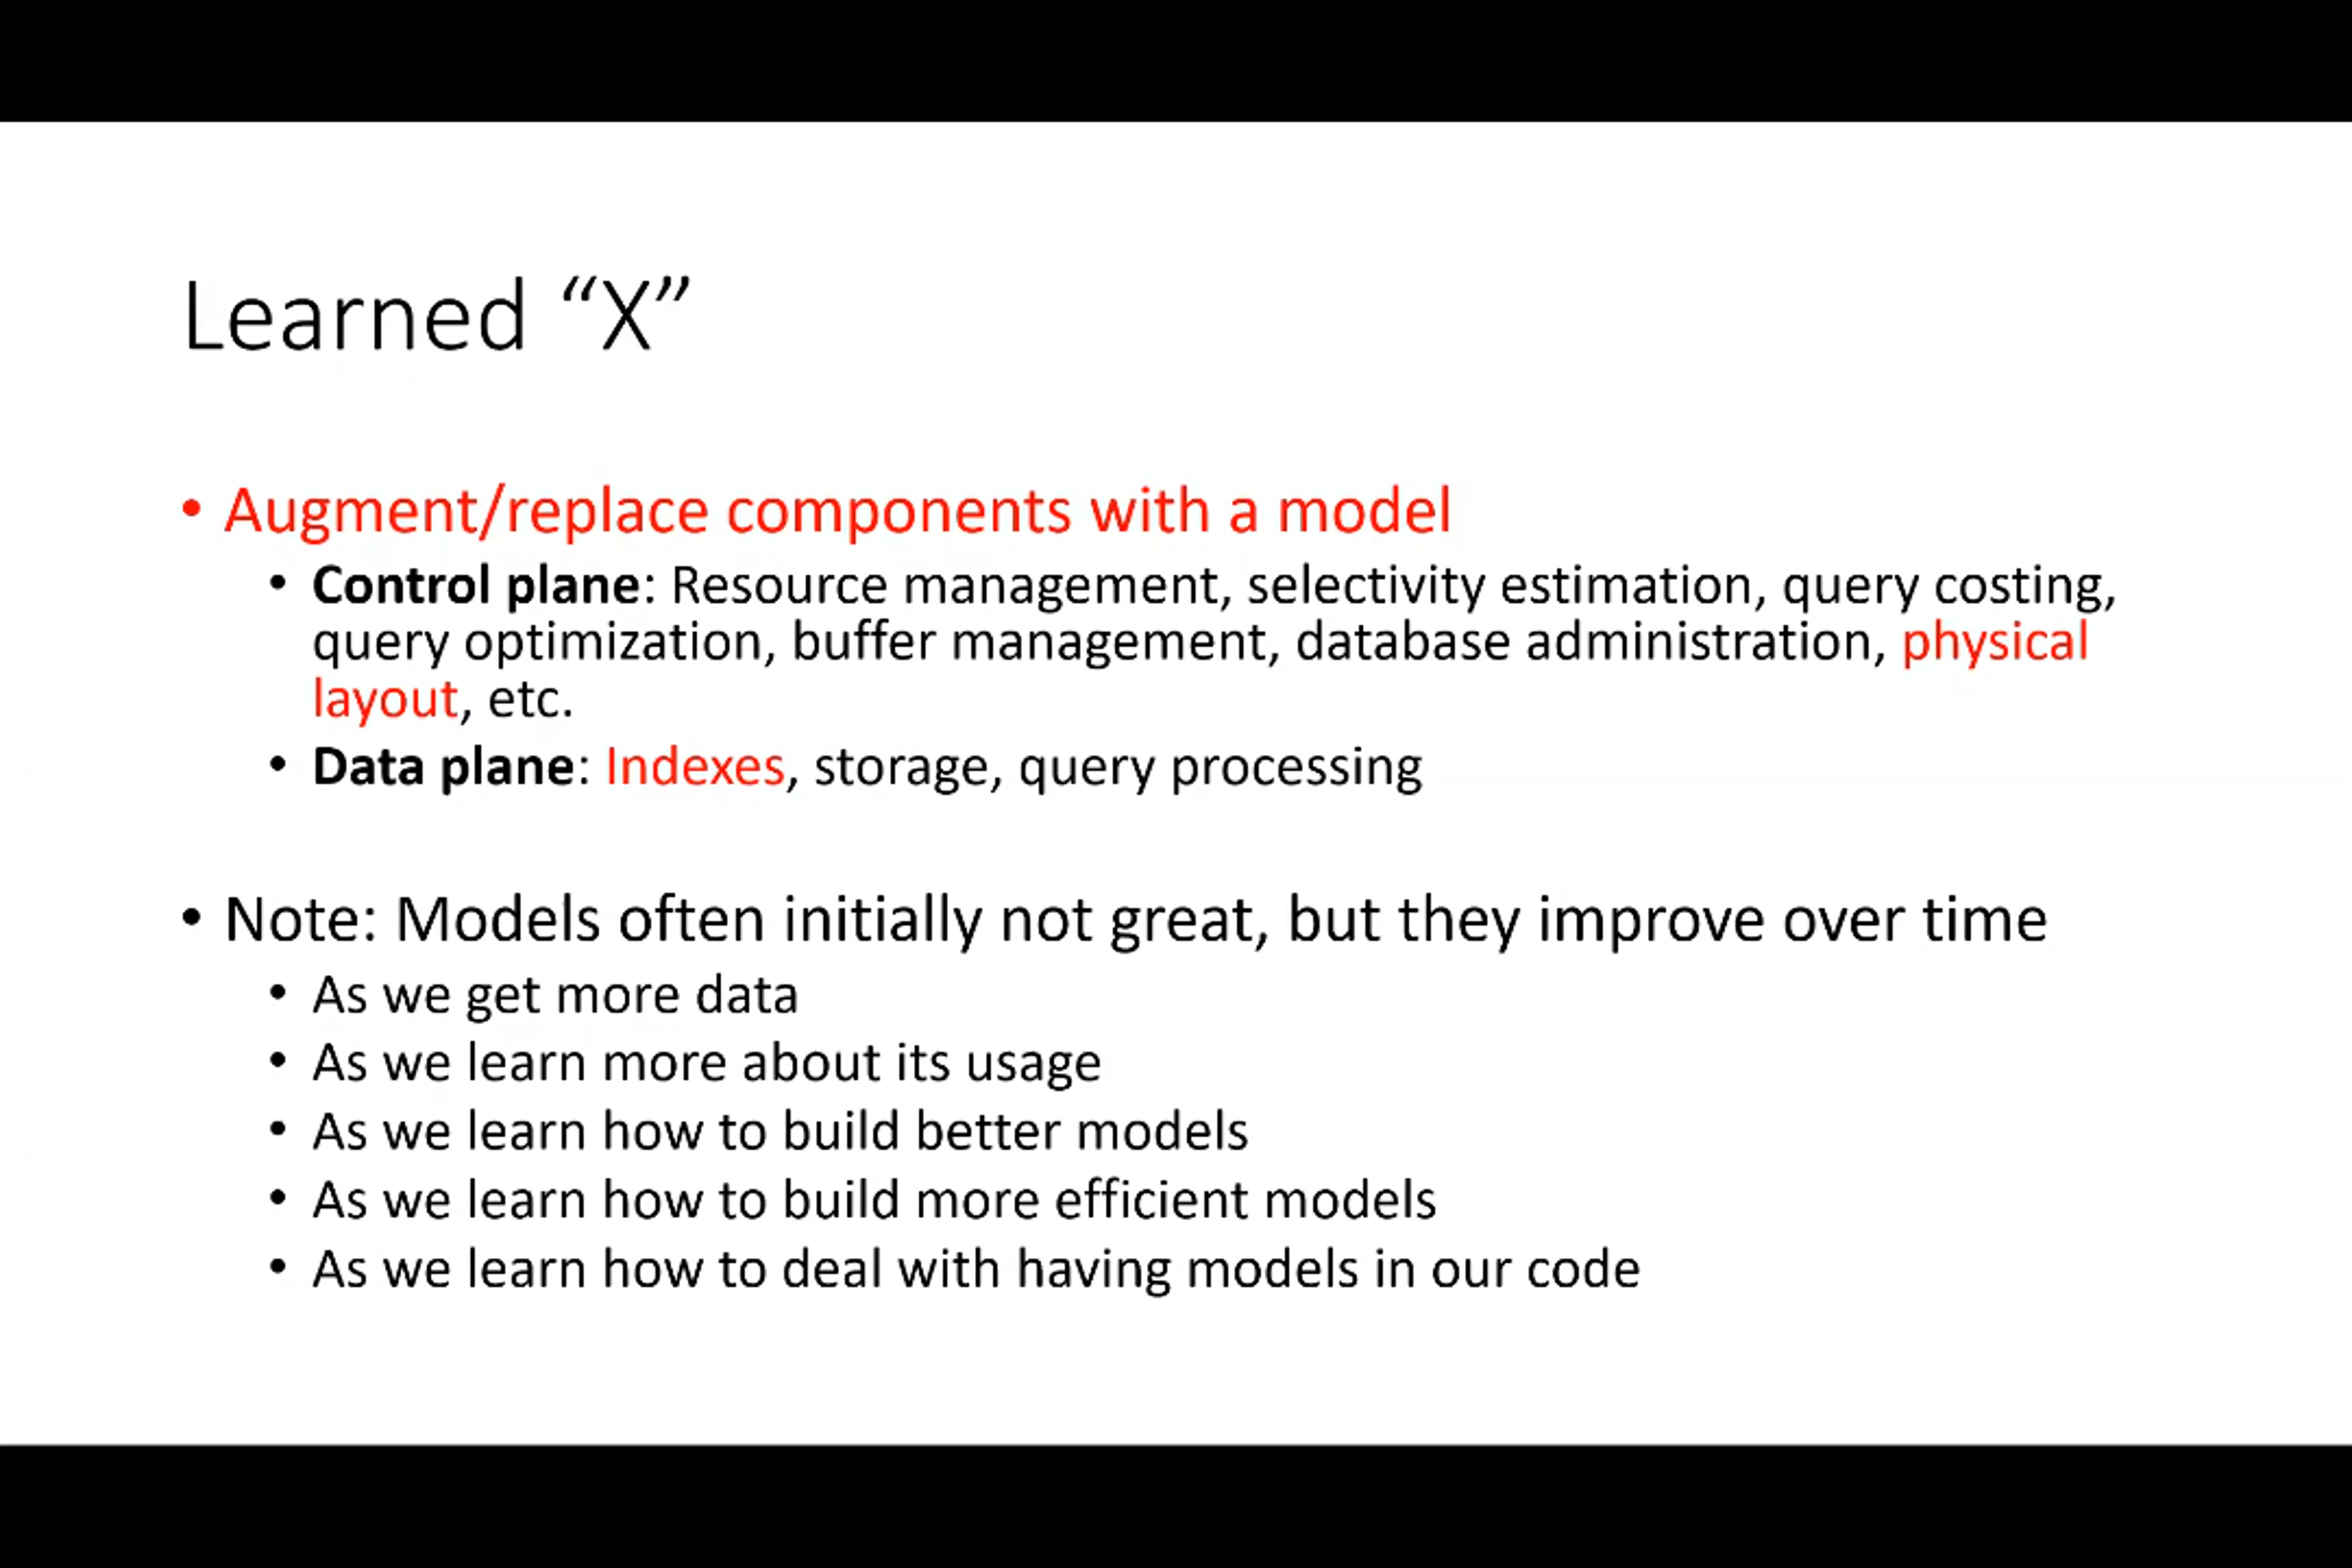 Learned “X”
• Augment/replace components with a model
• Control plane: Resource management, selectivity estimation, query costing,
query optimization, buffer management, database administration, physical
layout, etc.
• Data plane: Indexes, storage, query processing
• Note: Models often initially not great, but they improve over time
• As we get more data
• As we learn more about its usage
• As we learn how to build better models
• As we learn how to build more efficient models
• As we learn how to deal with having models in our code